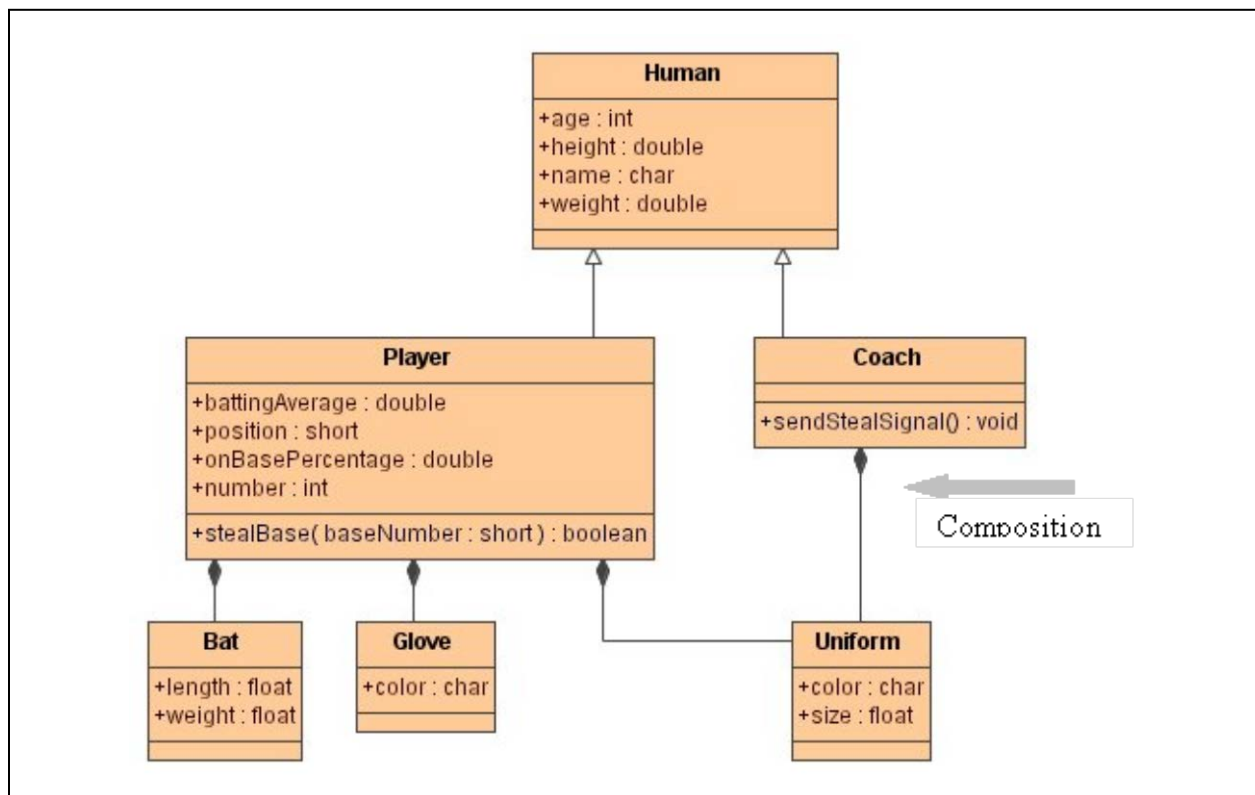 Human
+age : int
+height : double
+name : char
+weight : double
Player
+battingAverage : double
+position : short
+onBasePercentage : double
+number : int
+stealBase( baseNumber : short ) : boolean
Coach
+sendStealSignal() : void
Composition
Bat
+length : float
+weight : float
Glove
+color : char
Uniform
+color : char
+size : float